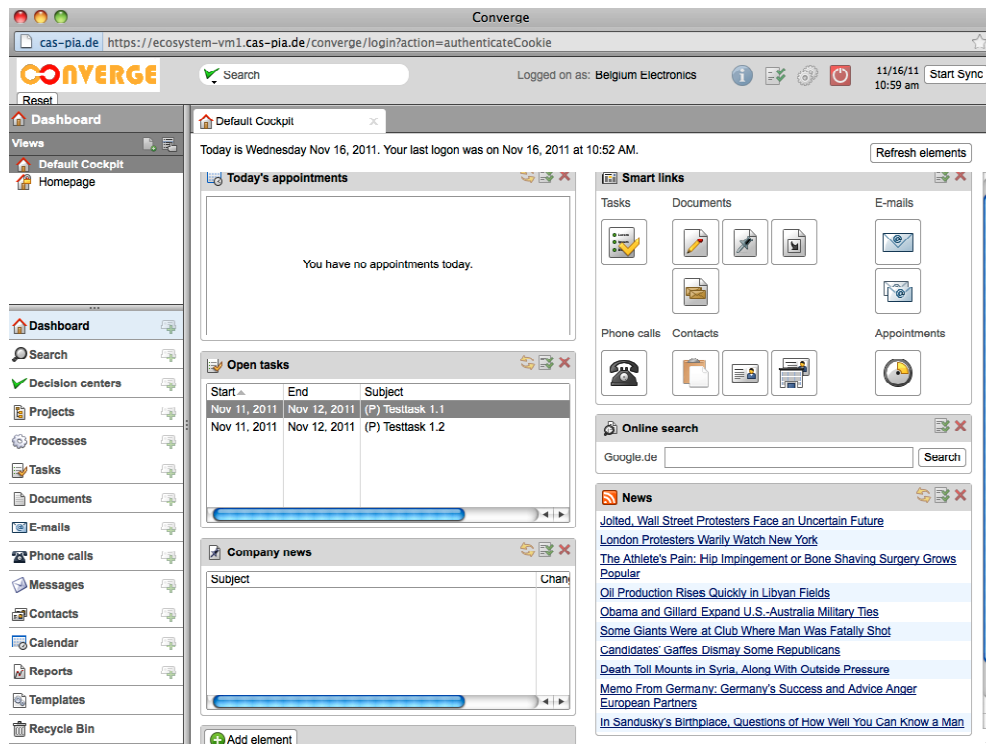 Converge
cas-pia.de https://ecosystem-vm1.cas-pia.de/converge/login?action=authenticateCookie
CONVERGE
Search
Logged on as: Belgium Electronics
11/16/11
10:59 am
Start Sync
Reset
Dashboard
Views
Default Cockpit
Homepage
Dashboard
Search
Decision centers
Projects
Processes
Tasks
Documents
E-mails
Phone calls
Messages
Contacts
Calendar
Reports
Templates
Recycle Bin
Default Cockpit
Today is Wednesday Nov 16, 2011. Your last logon was on Nov 16, 2011 at 10:52 AM.
Refresh elements
Today's appointments
You have no appointments today.
Open tasks
Start End Subject
Nov 11, 2011 Nov 12, 2011 (P) Testtask 1.1
Nov 11, 2011 Nov 12, 2011 (P) Testtask 1.2
Company news
Subject Chang
Add element
Smart links
Tasks Documents E-mails
Phone calls Contacts Appointments
Online search
Google.de Search
News
Jolted, Wall Street Protesters Face an Uncertain Future
London Protesters Warily Watch New York
The Athlete's Pain: Hip Impingement or Bone Shaving Surgery Grows
Popular
Oil Production Rises Quickly in Libyan Fields
Obama and Gillard Expand U.S.-Australia Military Ties
Some Giants Were at Club Where Man Was Fatally Shot
Candidates' Gaffes Dismay Some Republicans
Death Toll Mounts in Syria, Along With Outside Pressure
Memo From Germany: Germany's Success and Advice Anger
European Partners
In Sandusky's Birthplace, Questions of How Well You Can Know a Man